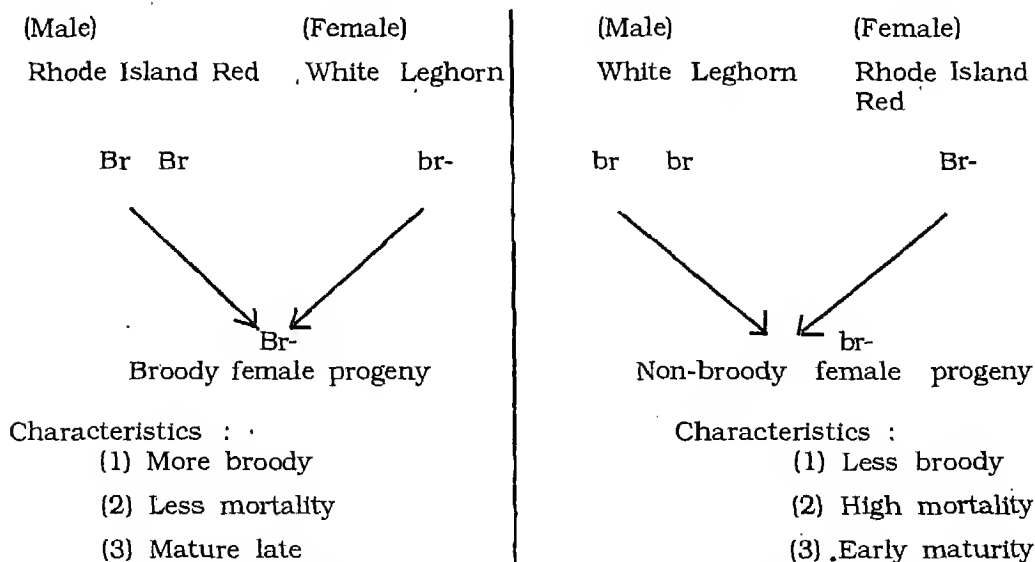 (Male) (Female)
Rhode Island Red White Leghorn
Br Br br-
Br-
Broody female progeny
Characteristics :
(1) More broody
(2) Less mortality
(3) Mature late
(Male) (Female)
White Leghorn Rhode Island
Red
br br Br-
br-
Non-broody female progeny
Characteristics :
(1) Less broody
(2) High mortality
(3) Early maturity